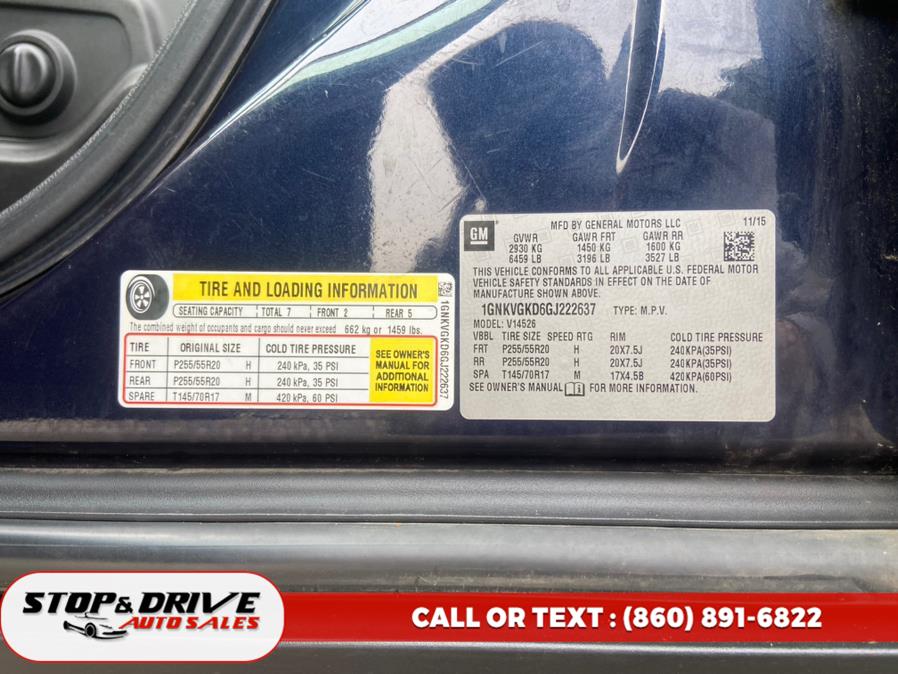 GM
MFD BY GENERAL MOTORS LLC 11/15
GVWR GAWR FRT GAWR RR
2930 KG 1450 KG 1600 KG
6459 LB 3196 LB 3527 LB
THIS VEHICLE CONFORMS TO ALL APPLICABLE U.S. FEDERAL MOTOR
VEHICLE SAFETY STANDARDS IN EFFECT ON THE DATE OF
MANUFACTURE SHOWN ABOVE.
1GNKVGKD6GJ222637 TYPE: M.P.V.
MODEL: V14526
VBBL TIRE SIZE SPEED RTG RIM COLD TIRE PRESSURE
FRT P255/55R20 H 20X7.5J 240KPA(35PSI)
RR P255/55R20 H 20X7.5J 240KPA(35PSI)
SPA T145/70R17 M 17X4.5B 420KPA(60PSI)
SEE OWNER'S MANUAL FOR MORE INFORMATION.
TIRE AND LOADING INFORMATION
SEATING CAPACITY TOTAL 7 FRONT 2 REAR 5
The combined weight of occupants and cargo should never exceed 662 kg or 1459 lbs.
TIRE ORIGINAL SIZE COLD TIRE PRESSURE
FRONT P255/55R20 H 240 kPa, 35 PSI
REAR P255/55R20 H 240 kPa, 35 PSI
SPARE T145/70R17 M 420 kPa, 60 PSI
SEE OWNER'S
MANUAL FOR
ADDITIONAL
INFORMATION
1GNKVGKD6GJ222637
STOP & DRIVE
AUTO SALES
CALL OR TEXT : (860) 891-6822